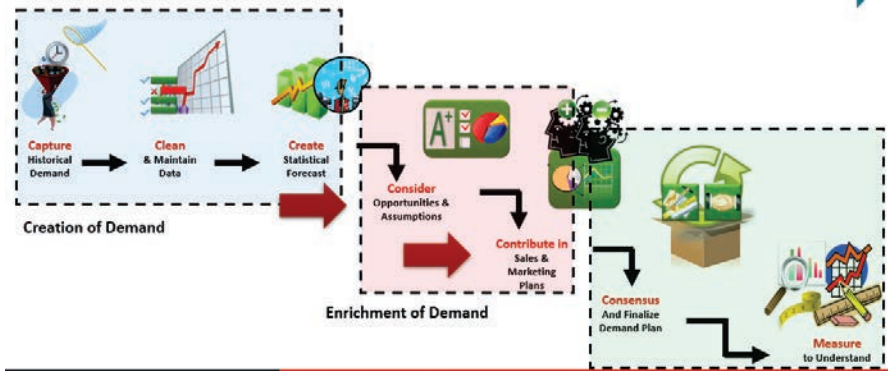 Capture
Historical
Demand
Clean
& Maintain
Data
Create
Statistical
Forecast
Creation of Demand
A+
Consider
Opportunities &
Assumptions
Contribute in
Sales &
Marketing
Plans
Enrichment of Demand
Consensus
And Finalize
Demand Plan
Measure
to Understand